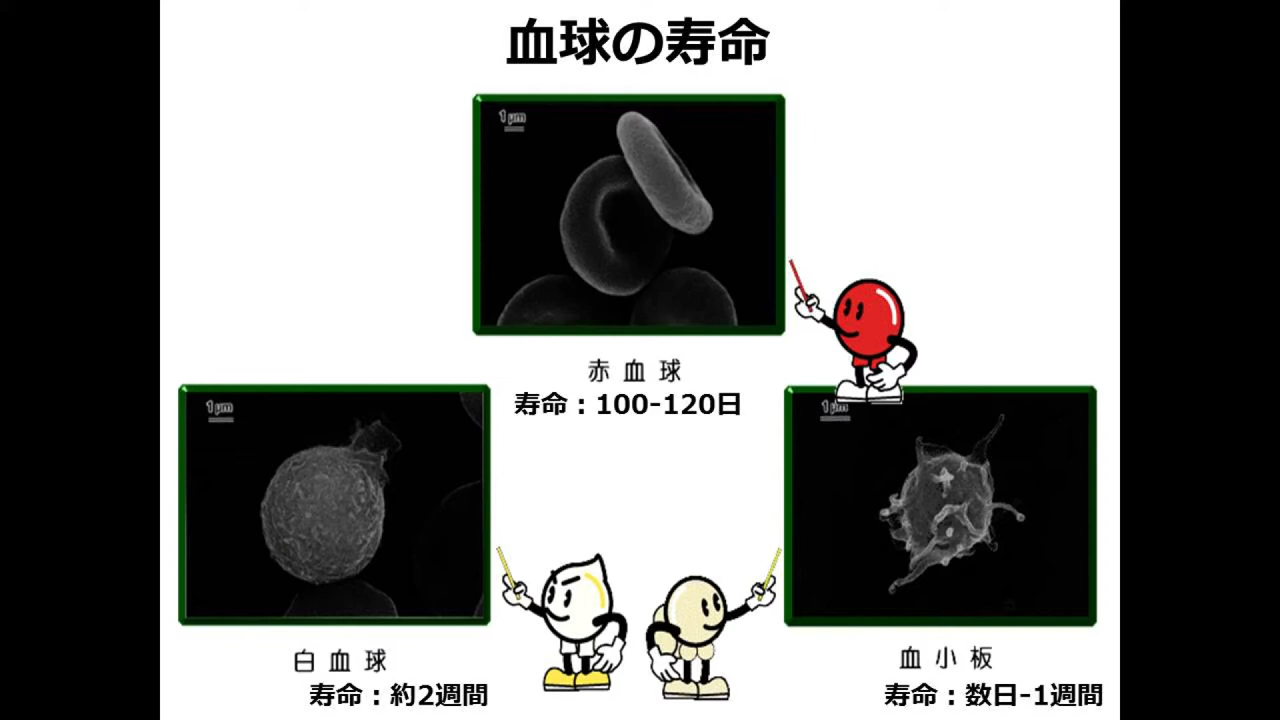 血球の寿命
1 μm
赤血球
寿命：100-120日
1 μm
1 μm
白血球
寿命：約2週間
血小板
寿命：数日-1週間